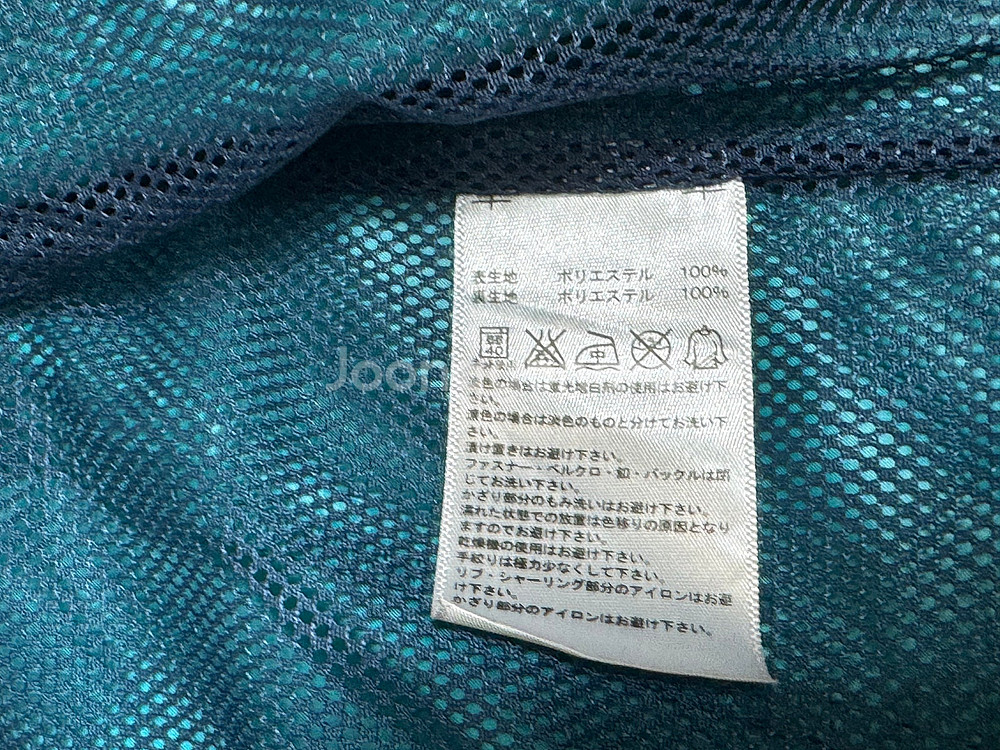 表生地 ポリエステル 100%
裏生地 ポリエステル 100%
弱 40 中
ネット使用
淡色の場合は蛍光増白剤の使用はお避け下
さい。
濃色の場合は淡色のものと分けてお洗い下
さい。
漬け置きはお避け下さい。
ファスナー・ベルクロ・釦・バックルは閉
じてお洗い下さい。
かざり部分のもみ洗いはお避け下さい。
濡れた状態での放置は色移りの原因となり
ますのでお避け下さい。
乾燥機の使用はお避け下さい。
手絞りは極力少なくして下さい。
リブ・シャーリング部分のアイロンはお避
け下さい。
かざり部分のアイロンはお避け下さい。
Joon